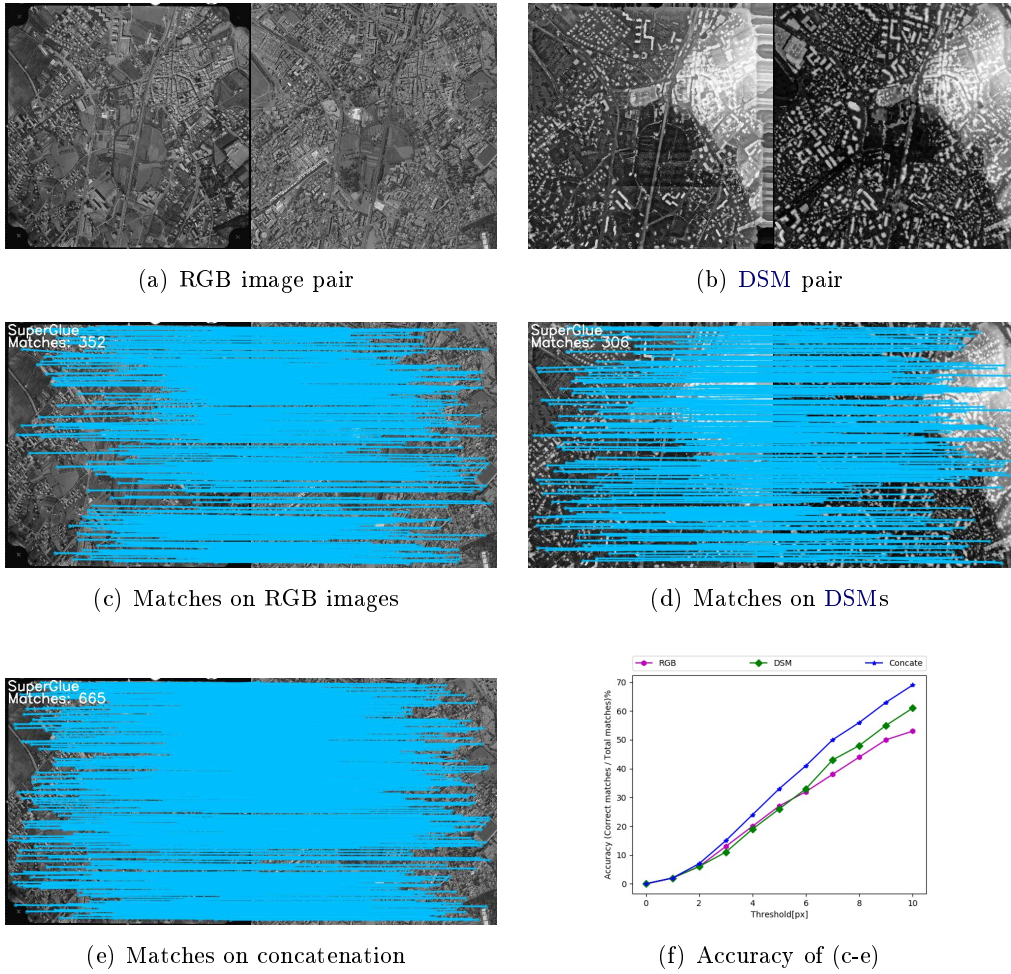 (a) RGB image pair
(b) DSM pair
SuperGlue
Matches: 352
SuperGlue
Matches: 306
(c) Matches on RGB images
(d) Matches on DSMs
SuperGlue
Matches: 665
RGB DSM Concate
Accuracy (Correct matches / Total matches)%
70
60
50
40
30
20
10
0
0 2 4 6 8 10
Threshold[px]
(e) Matches on concatenation
(f) Accuracy of (c-e)